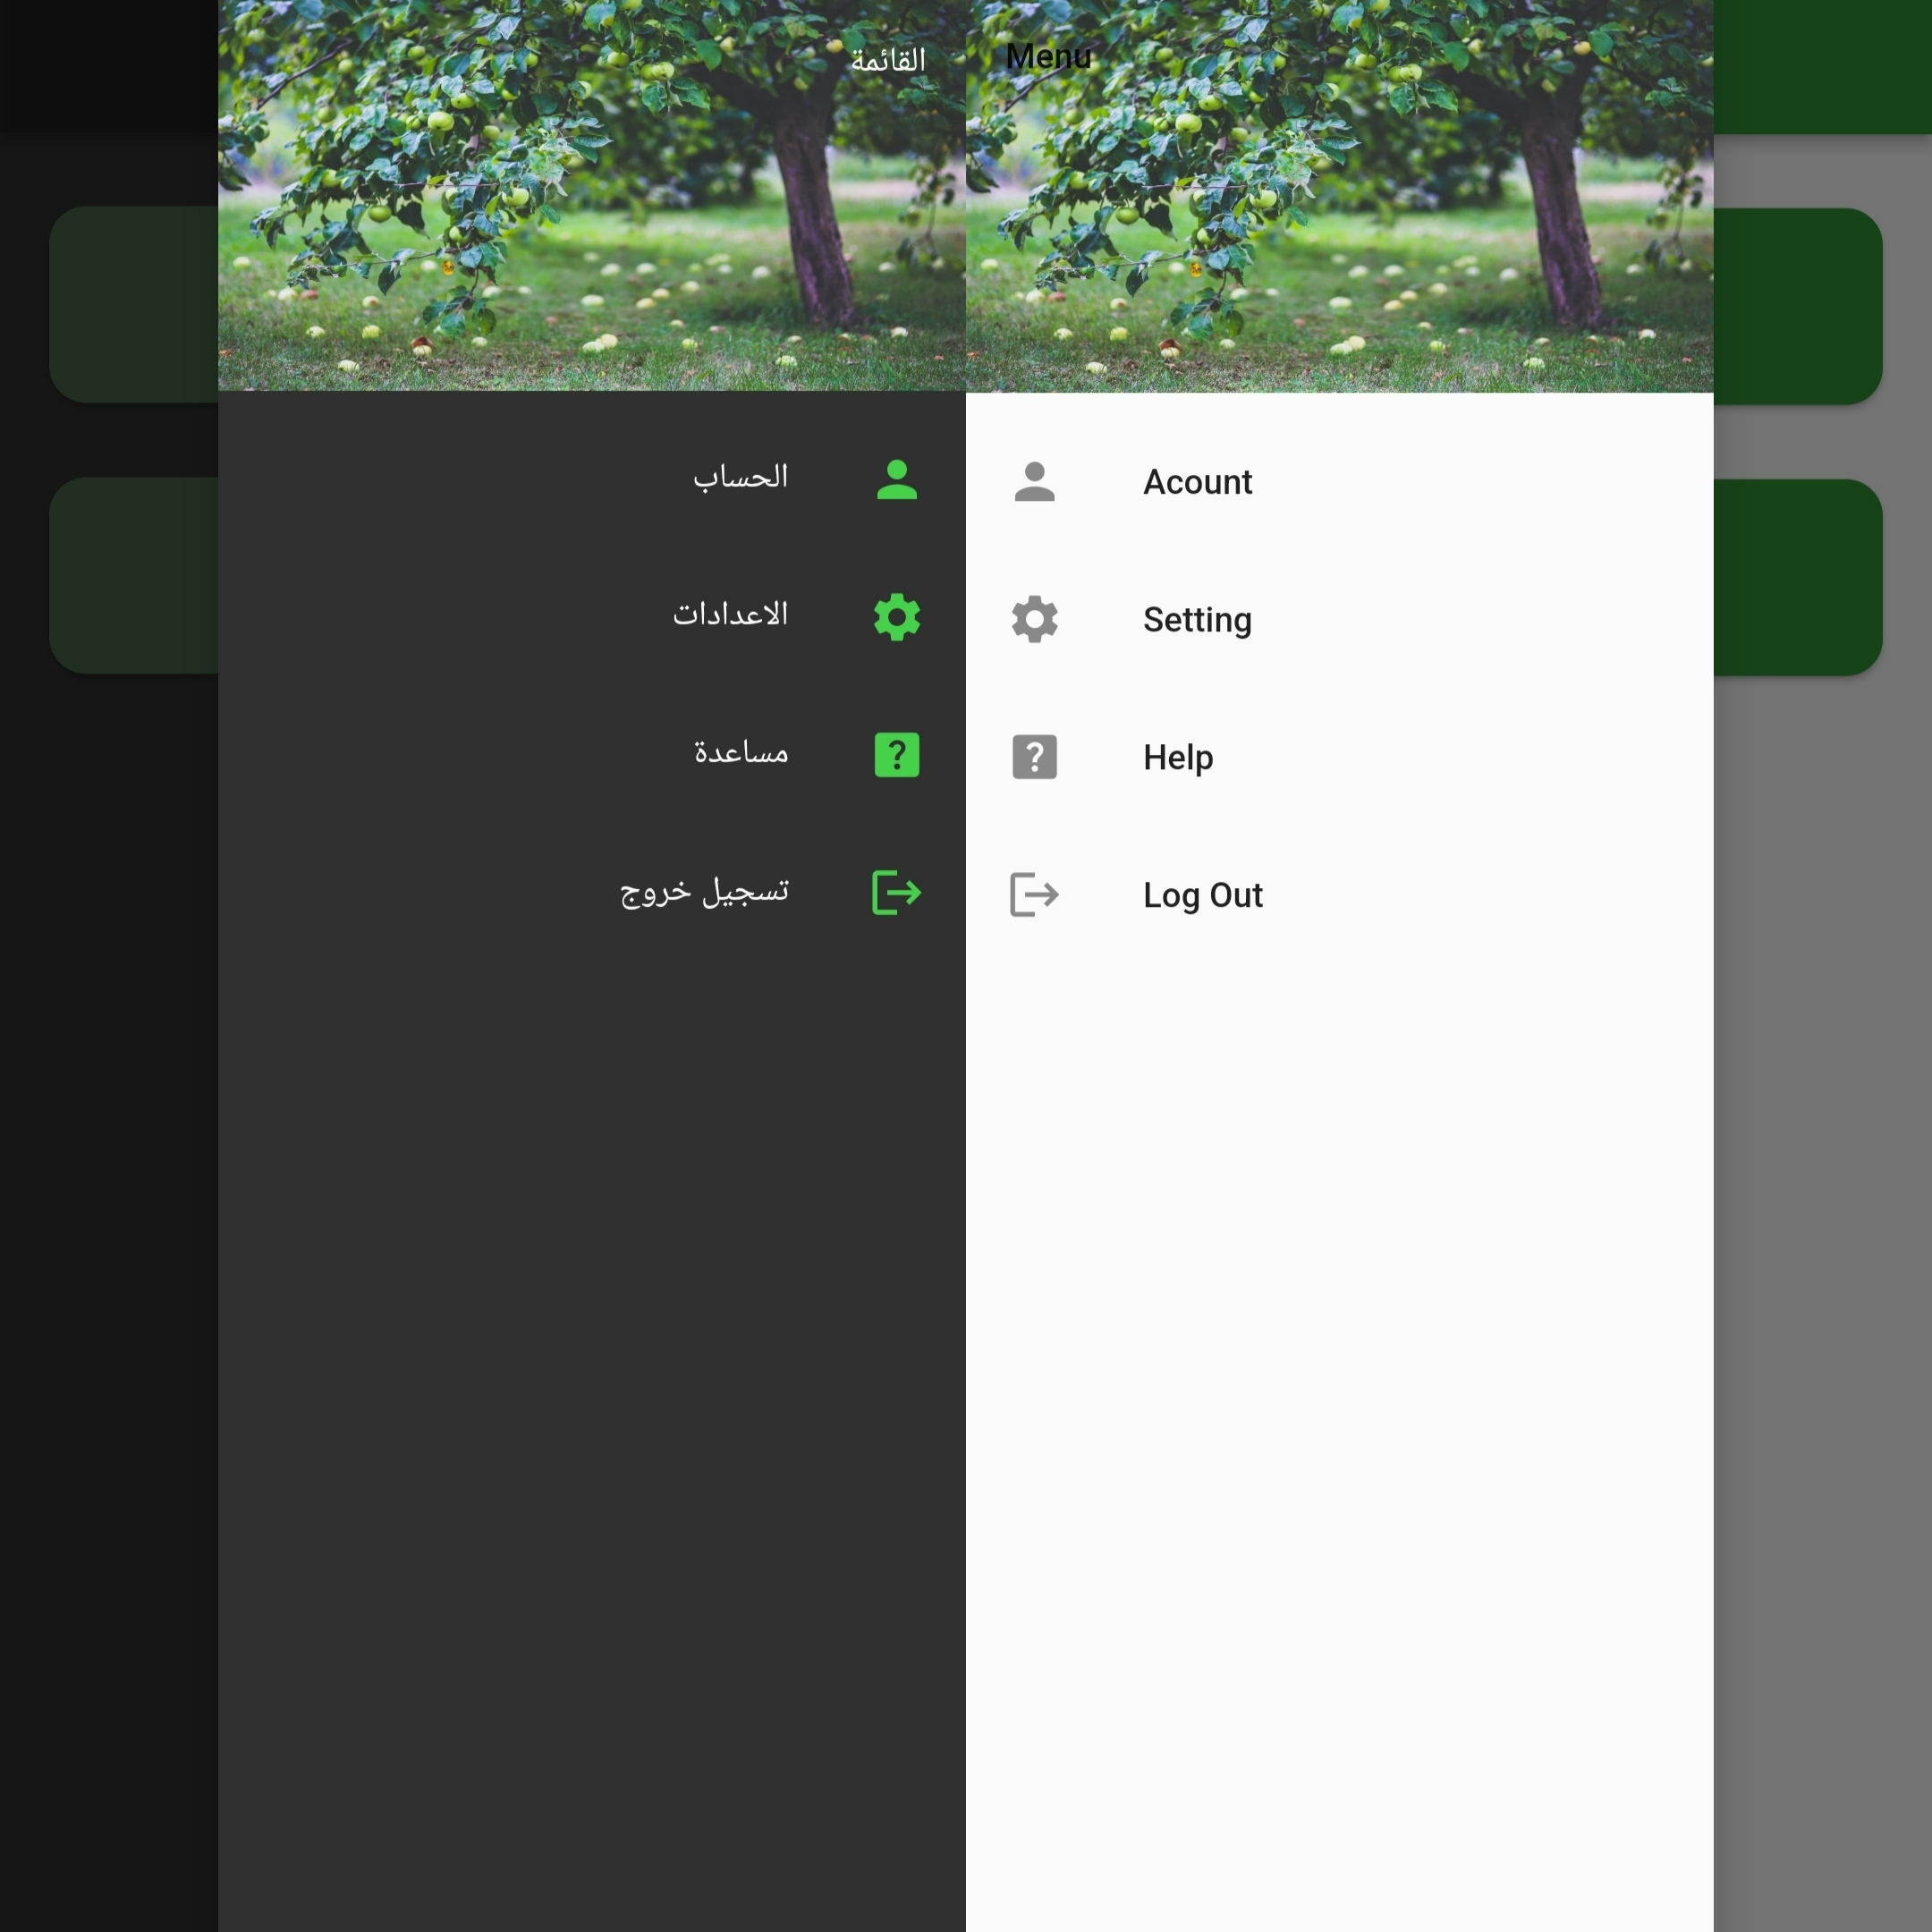 القائمة
الحساب
الاعدادات
مساعدة
تسجيل خروج
Menu
Acount
Setting
Help
Log Out